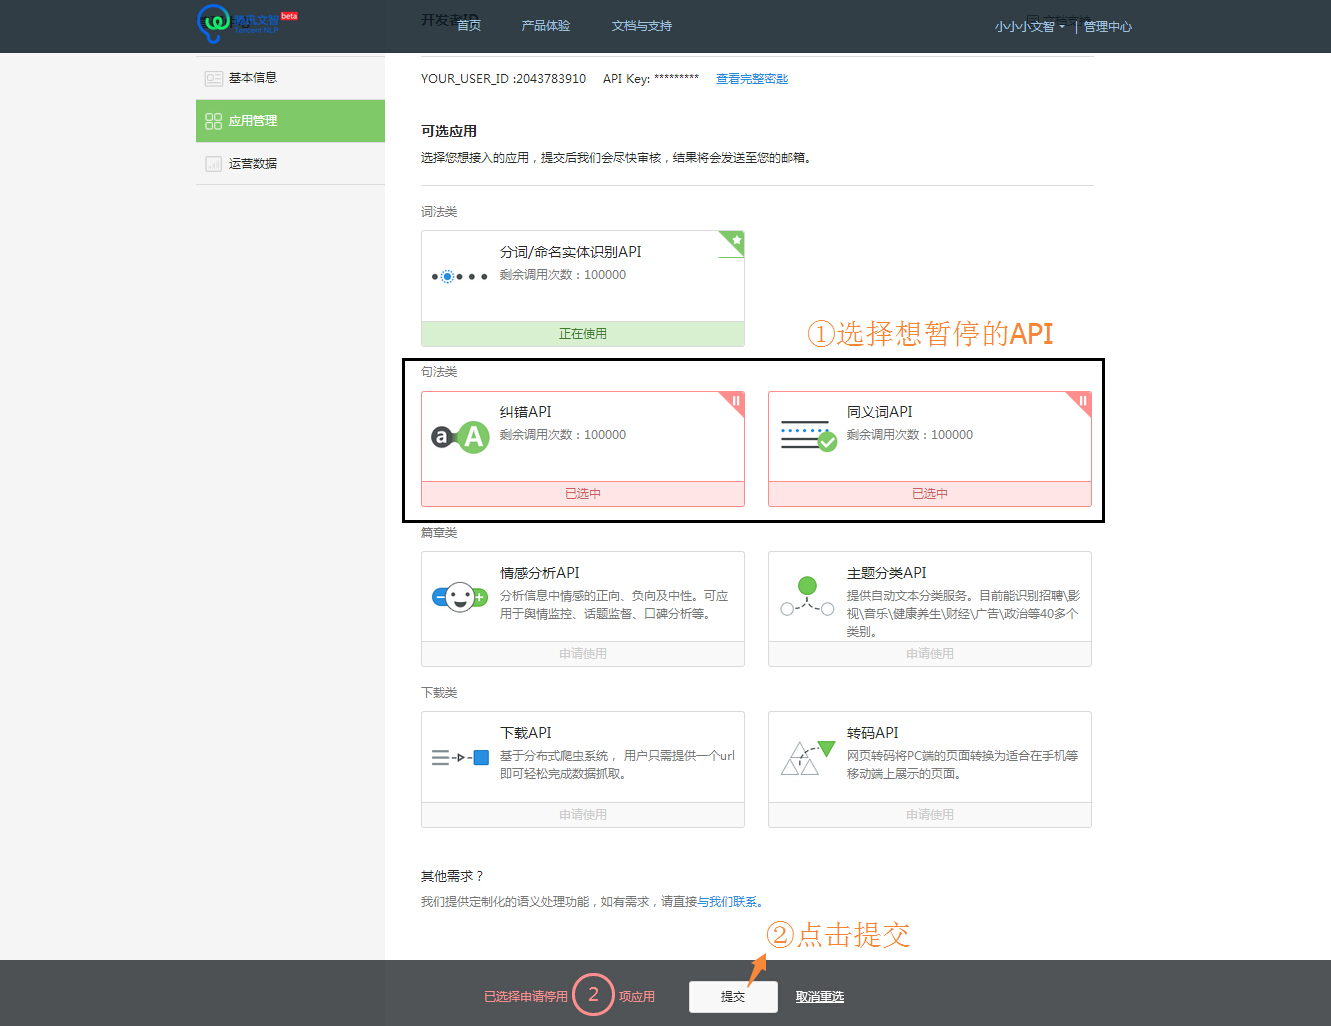 腾讯文智 beta
Tencent NLP
首页
产品体验
文档与支持
小小小文智
管理中心
开发者ID
基本信息
应用管理
运营数据
YOUR_USER_ID :2043783910 API Key: ********* 查看完整密匙
可选应用
选择您想接入的应用，提交后我们会尽快审核，结果将会发送至您的邮箱。
词法类
分词/命名实体识别API
剩余调用次数：100000
正在使用
①选择想暂停的API
句法类
纠错API
剩余调用次数：100000
已选中
同义词API
剩余调用次数：100000
已选中
篇章类
情感分析API
分析信息中情感的正向、负向及中性。可应
用于舆情监控、话题监督、口碑分析等。
申请使用
主题分类API
提供自动文本分类服务。目前能识别招聘\影
视\音乐\健康养生\财经\广告\政治等40多个
类别。
申请使用
下载类
下载API
基于分布式爬虫系统， 用户只需提供一个url
即可轻松完成数据抓取。
申请使用
转码API
网页转码将PC端的页面转换为适合在手机等
移动端上展示的页面。
申请使用
其他需求？
我们提供定制化的语义处理功能，如有需求，请直接与我们联系。
②点击提交
已选择申请停用 2 项应用
提交
取消重选